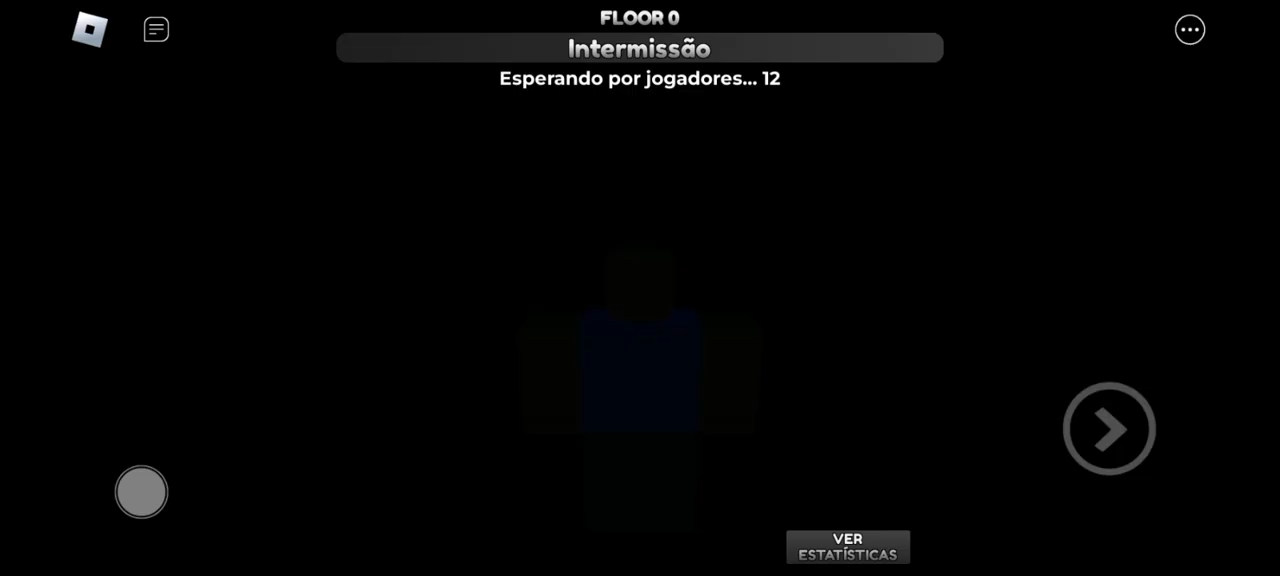 FLOOR 0
Intermissão
Esperando por jogadores... 12
VER
ESTATÍSTICAS